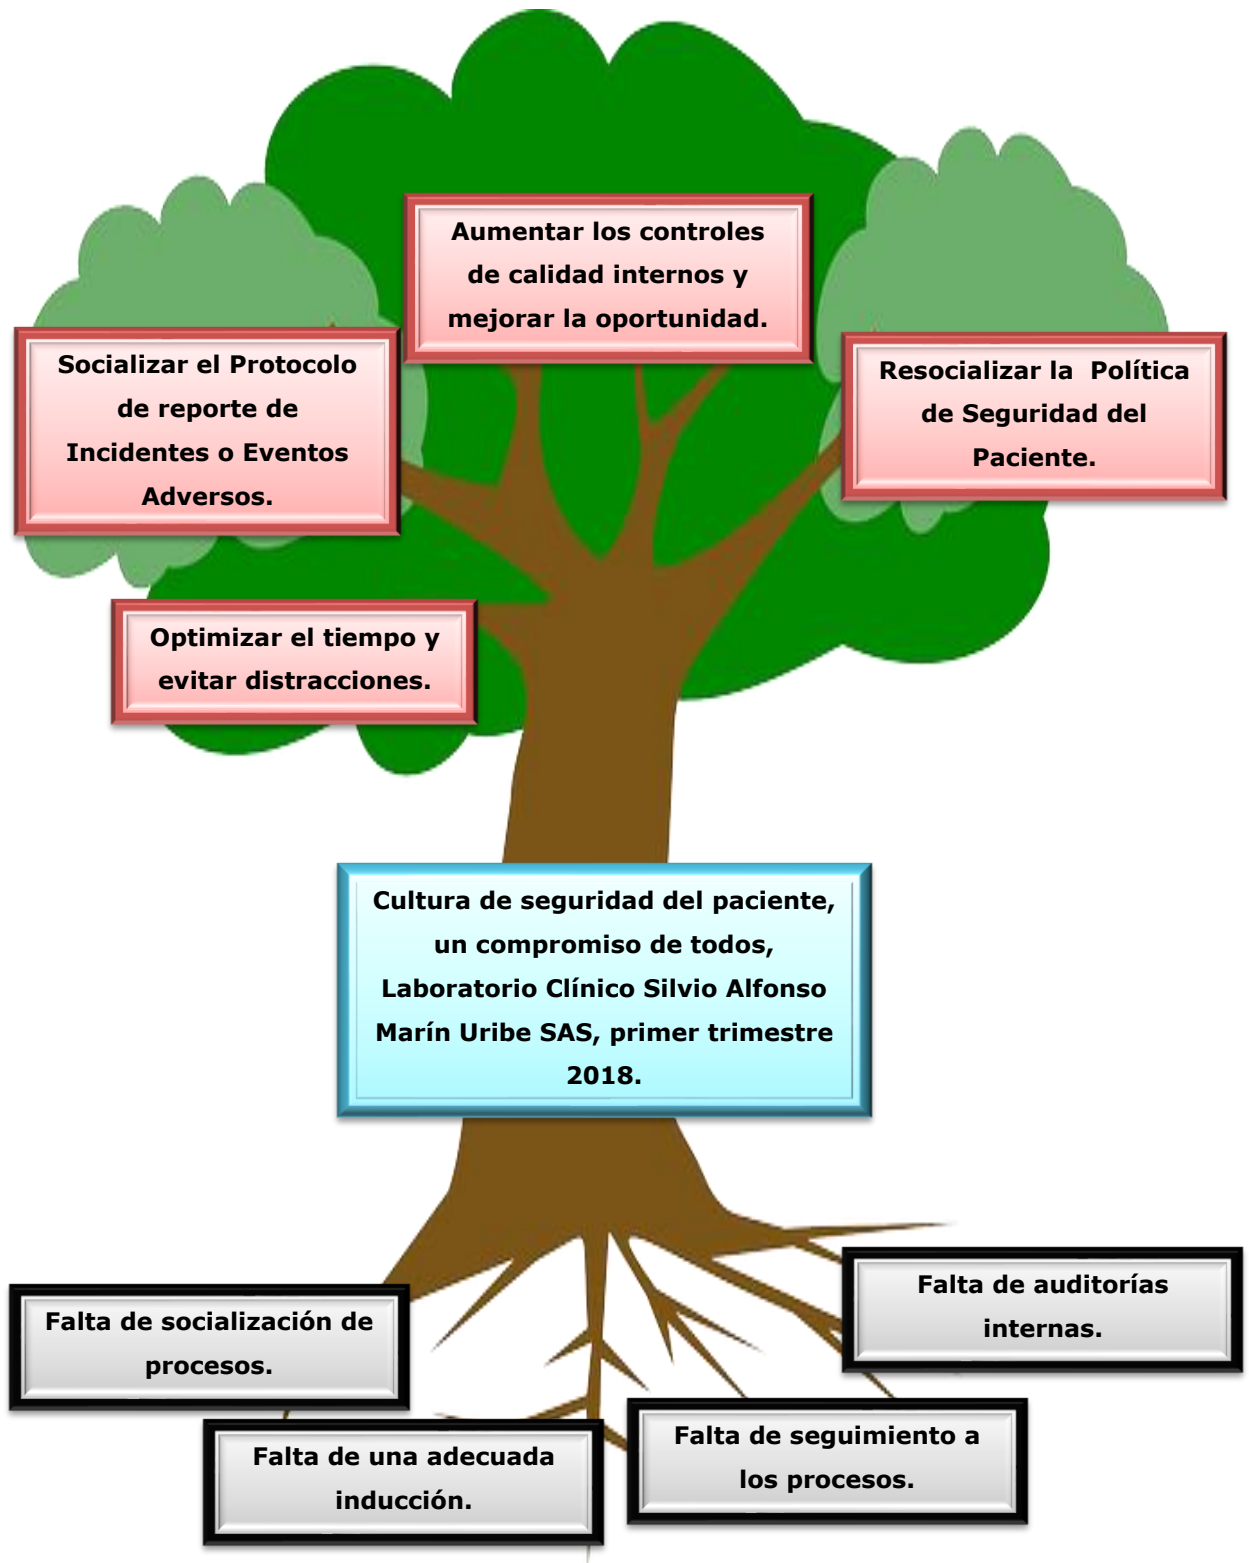 Aumentar los controles
de calidad internos y
mejorar la oportunidad.
Socializar el Protocolo
de reporte de
Incidentes o Eventos
Adversos.
Resocializar la  Política
de Seguridad del
Paciente.
Optimizar el tiempo y
evitar distracciones.
Cultura de seguridad del paciente,
un compromiso de todos,
Laboratorio Clínico Silvio Alfonso
Marín Uribe SAS, primer trimestre
2018.
Falta de socialización de
procesos.
Falta de auditorías
internas.
Falta de una adecuada
inducción.
Falta de seguimiento a
los procesos.